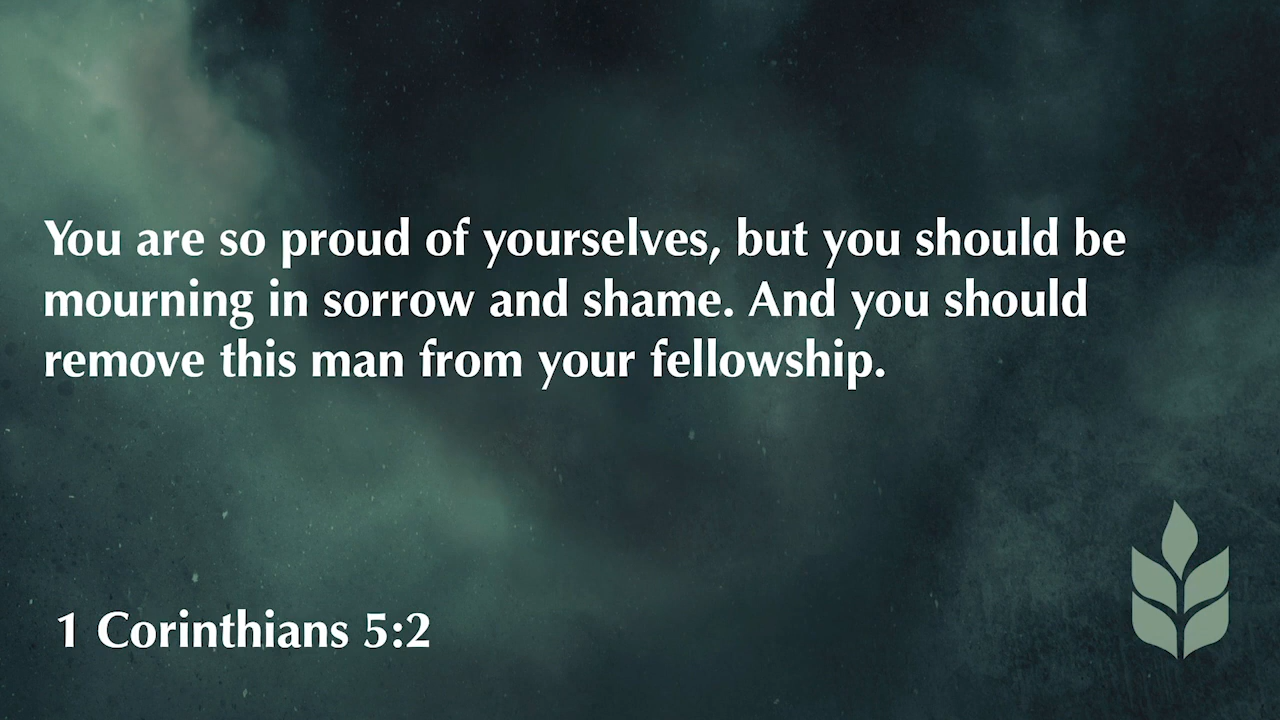 You are so proud of yourselves, but you should be
mourning in sorrow and shame. And you should
remove this man from your fellowship.
1 Corinthians 5:2